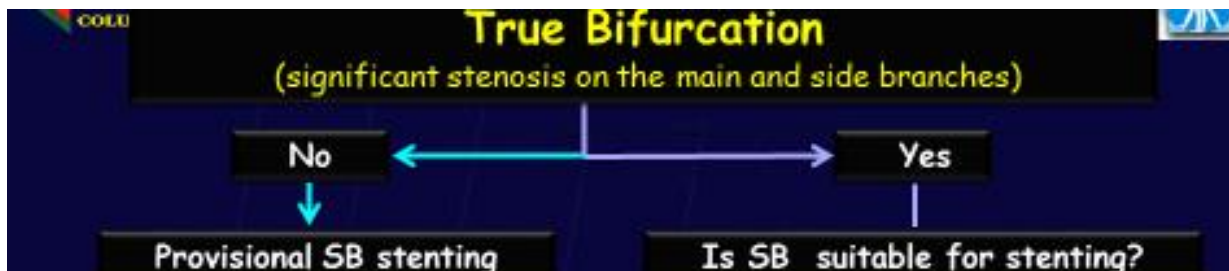 COLU
True Bifurcation
(significant stenosis on the main and side branches)
No
Yes
Provisional SB stenting
Is SB suitable for stenting?